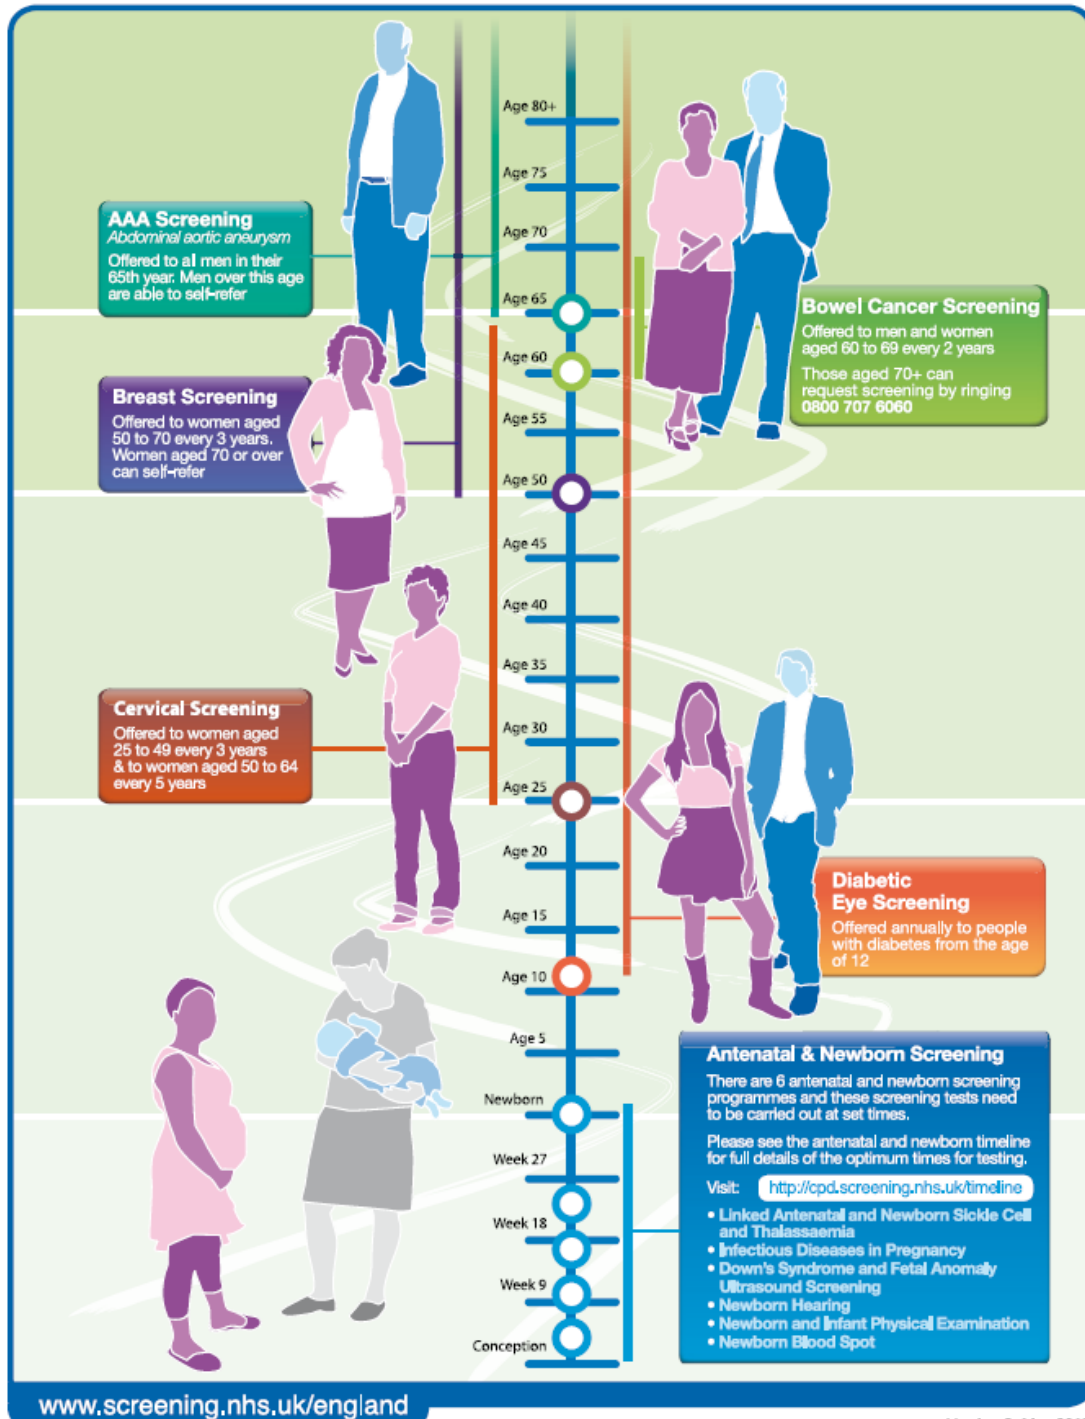 Age 80+
Age 75
Age 70
Age 65
Age 60
Age 55
Age 50
Age 45
Age 40
Age 35
Age 30
Age 25
Age 20
Age 15
Age 10
Age 5
Newborn
Week 27
Week 18
Week 9
Conception
AAA Screening
Abdominal aortic aneurysm
Offered to all men in their
65th year. Men over this age
are able to self-refer
Breast Screening
Offered to women aged
50 to 70 every 3 years.
Women aged 70 or over
can self-refer
Cervical Screening
Offered to women aged
25 to 49 every 3 years
& to women aged 50 to 64
every 5 years
Bowel Cancer Screening
Offered to men and women
aged 60 to 69 every 2 years
Those aged 70+ can
request screening by ringing
0800 707 6060
Diabetic
Eye Screening
Offered annually to people
with diabetes from the age
of 12
Antenatal & Newborn Screening
There are 6 antenatal and newborn screening
programmes and these screening tests need
to be carried out at set times.
Please see the antenatal and newborn timeline
for full details of the optimum times for testing.
Visit: http://cpd.screening.nhs.uk/timeline
• Linked Antenatal and Newborn Sickle Cell
and Thalassaemia
• Infectious Diseases in Pregnancy
• Down's Syndrome and Fetal Anomaly
Ultrasound Screening
• Newborn Hearing
• Newborn and Infant Physical Examination
• Newborn Blood Spot
www.screening.nhs.uk/england